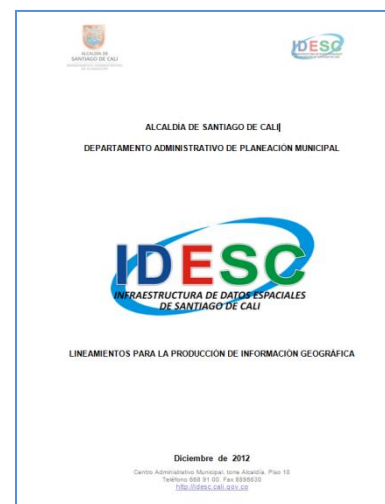 ALCALDÍA DE
SANTIAGO DE CALI
IDESC
ALCALDÍA DE SANTIAGO DE CALI
DEPARTAMENTO ADMINISTRATIVO DE PLANEACIÓN MUNICIPAL
IDESC
INFRAESTRUCTURA DE DATOS ESPACIALES
DE SANTIAGO DE CALI
LINEAMIENTOS PARA LA PRODUCCIÓN DE INFORMACIÓN GEOGRÁFICA
Diciembre de 2012
Centro Administrativo Municipal, torre Alcaldía. Piso 10
Teléfono 668 91 00. Fax 8895630
http://idesc.cali.gov.co